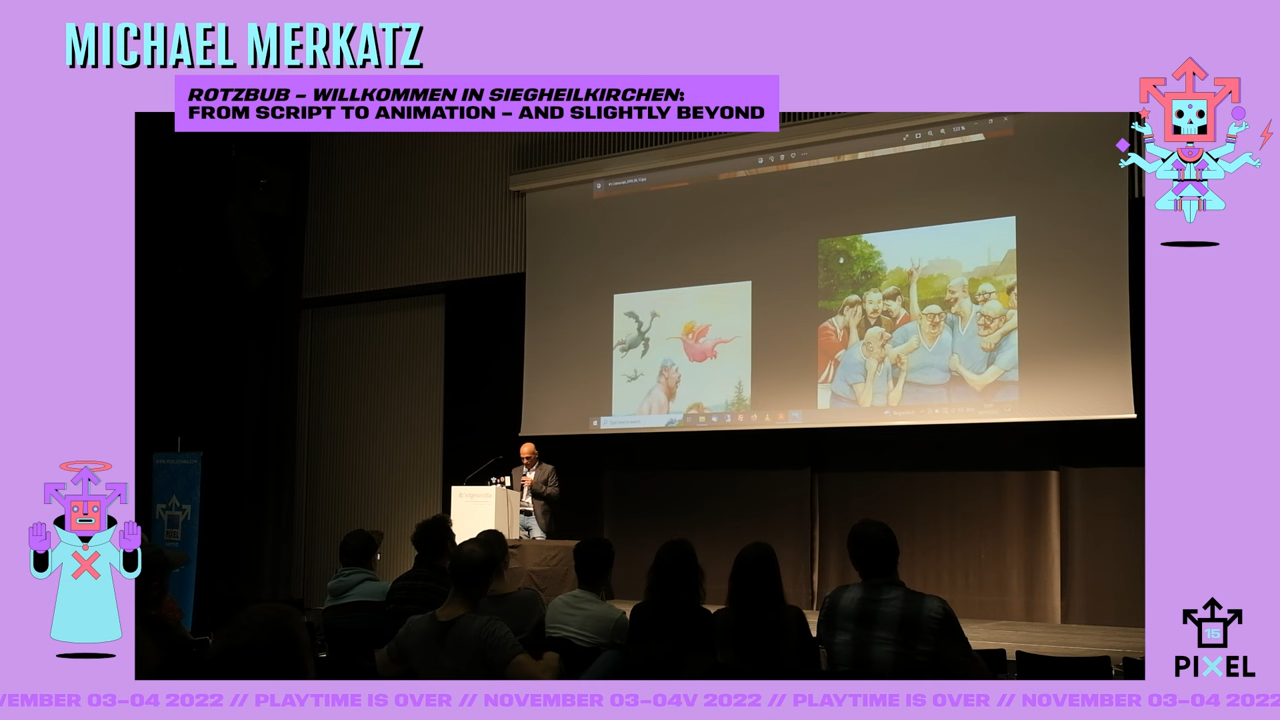 MICHAEL MERKATZ
ROTZBUB – WILLKOMMEN IN SIEGHEILKIRCHEN:
FROM SCRIPT TO ANIMATION – AND SLIGHTLY BEYOND
15
PIXEL
VEMBER 03–04 2022 // PLAYTIME IS OVER // NOVEMBER 03–04V 2022 // PLAYTIME IS OVER // NOVEMBER 03–04 2022